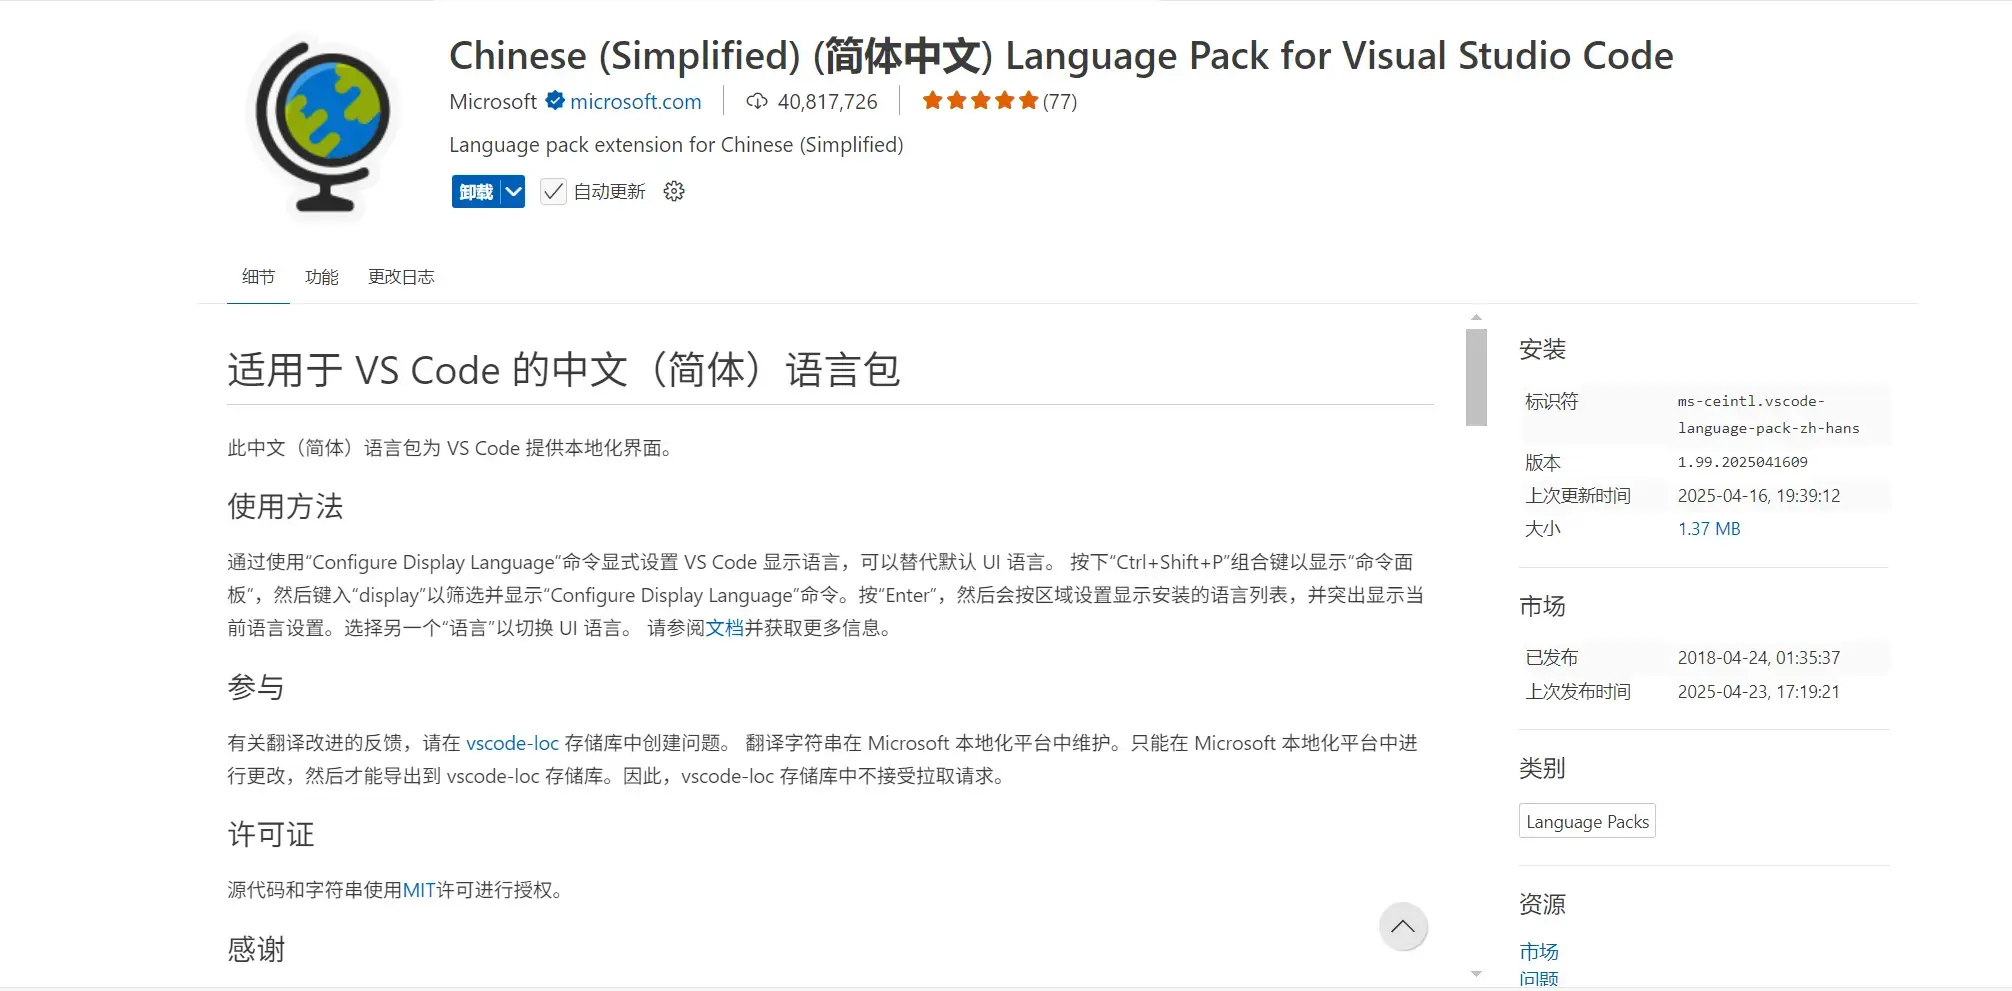 Chinese (Simplified) (简体中文) Language Pack for Visual Studio Code
Microsoft microsoft.com 40,817,726 (77)
Language pack extension for Chinese (Simplified)
卸载 自动更新
细节 功能 更改日志
适用于 VS Code 的中文（简体）语言包
此中文（简体）语言包为 VS Code 提供本地化界面。
使用方法
通过使用“Configure Display Language”命令显式设置 VS Code 显示语言，可以替代默认 UI 语言。 按下“Ctrl+Shift+P”组合键以显示“命令面
板”，然后键入“display”以筛选并显示“Configure Display Language”命令。按“Enter”，然后会按区域设置显示安装的语言列表，并突出显示当
前语言设置。选择另一个“语言”以切换 UI 语言。 请参阅文档并获取更多信息。
参与
有关翻译改进的反馈，请在 vscode-loc 存储库中创建问题。 翻译字符串在 Microsoft 本地化平台中维护。只能在 Microsoft 本地化平台中进
行更改，然后才能导出到 vscode-loc 存储库。因此，vscode-loc 存储库中不接受拉取请求。
许可证
源代码和字符串使用MIT许可进行授权。
感谢
安装
标识符 ms-ceintl.vscode-
language-pack-zh-hans
版本 1.99.2025041609
上次更新时间 2025-04-16, 19:39:12
大小 1.37 MB
市场
已发布 2018-04-24, 01:35:37
上次发布时间 2025-04-23, 17:19:21
类别
Language Packs
资源
市场
问题